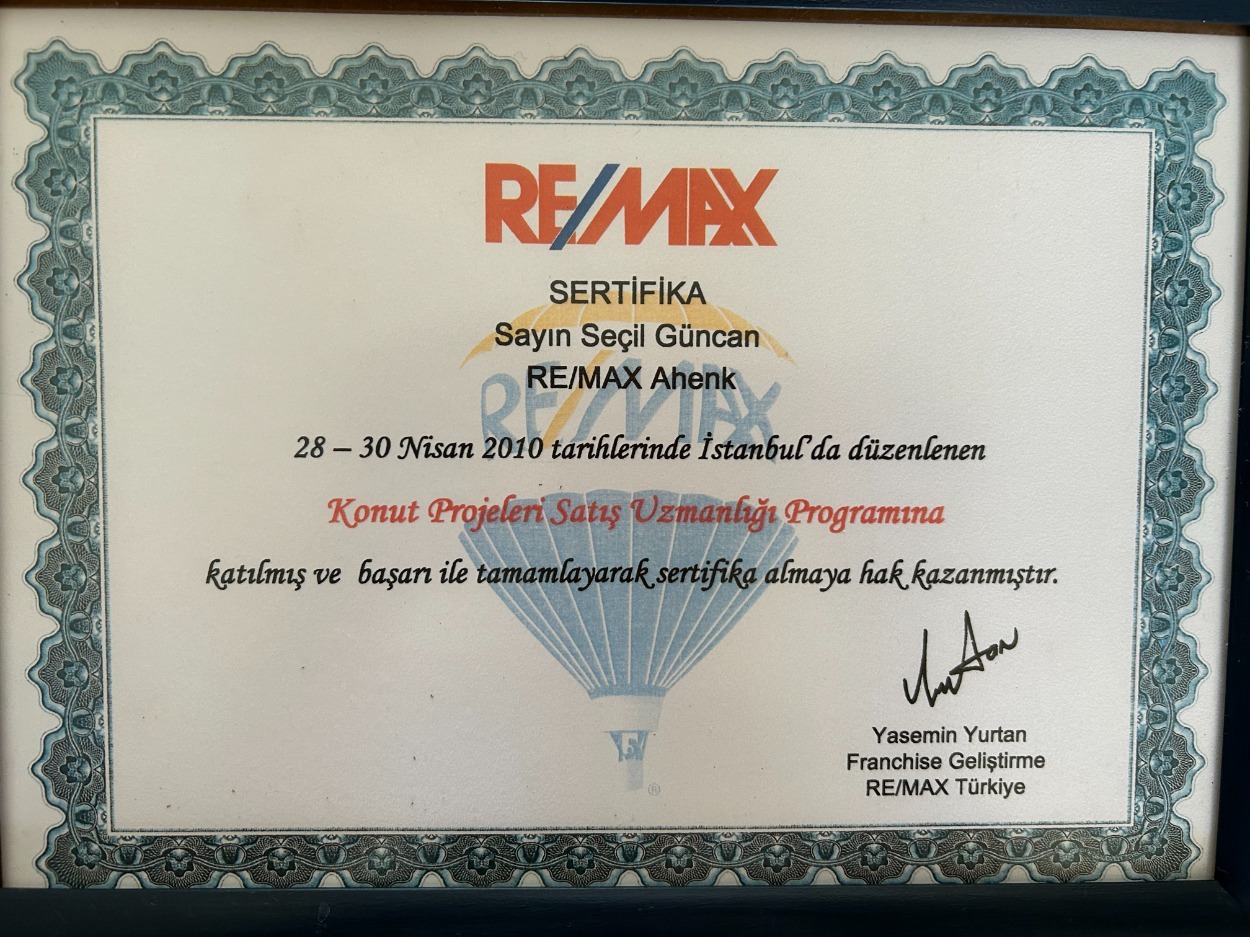 RE/MAX
SERTİFİKA
Sayın Seçil Güncan
RE/MAX Ahenk
RE/MAX
28 – 30 Nisan 2010 tarihlerinde İstanbul'da düzenlenen
Konut Projeleri Satış Uzmanlığı Programına
katılmış ve başarı ile tamamlayarak sertifika almaya hak kazanmıştır.
Yasemin Yurtan
Franchise Geliştirme
RE/MAX Türkiye
®